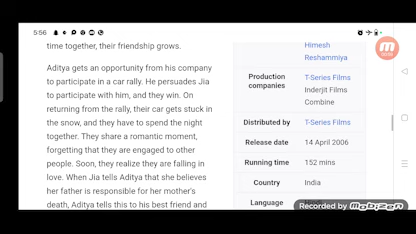 5:56
time together, their friendship grows.
Aditya gets an opportunity from his company
to participate in a car rally. He persuades Jia
to participate with him, and they win. On
returning from the rally, their car gets stuck in
the snow, and they have to spend the night
together. They share a romantic moment,
forgetting that they are engaged to other
people. Soon, they realize they are falling in
love. When Jia tells Aditya that she believes
her father is responsible for her mother's
death, Aditya tells this to his best friend and
Himesh
Reshammiya
Production
companies
T-Series Films
Inderjit Films
Combine
Distributed by
T-Series Films
Release date
14 April 2006
Running time
152 mins
Country
India
Language
Recorded by
Mobizen